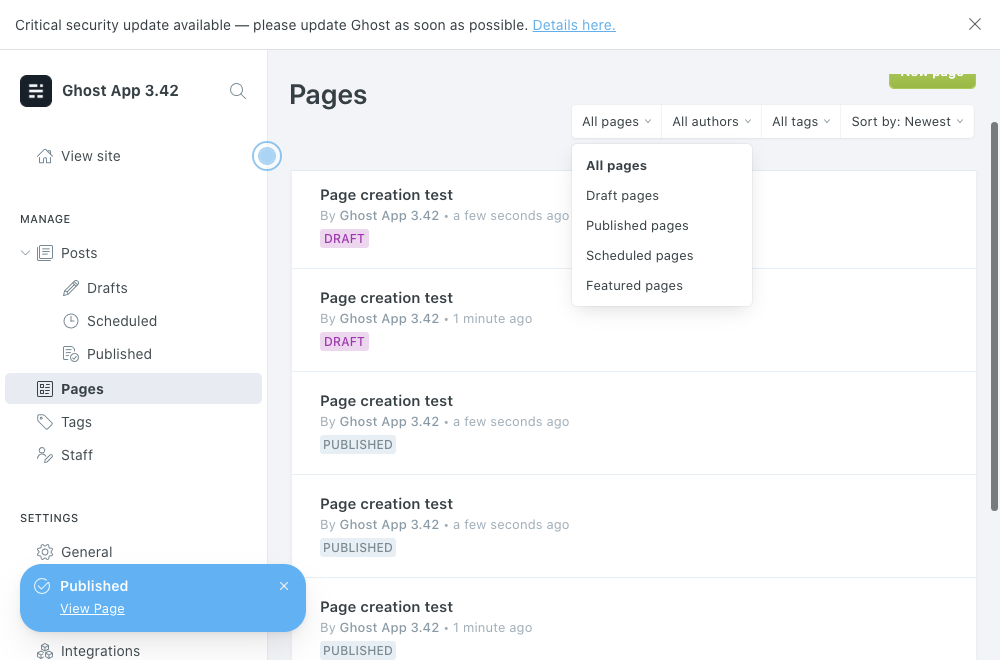 Critical security update available — please update Ghost as soon as possible. Details here.
Ghost App 3.42
View site
MANAGE
Posts
Drafts
Scheduled
Published
Pages
Tags
Staff
SETTINGS
General
Published
View Page
Integrations
Pages
New page
All pages
All authors
All tags
Sort by: Newest
All pages
Draft pages
Published pages
Scheduled pages
Featured pages
Page creation test
By Ghost App 3.42 • a few seconds ago
DRAFT
Page creation test
By Ghost App 3.42 • 1 minute ago
DRAFT
Page creation test
By Ghost App 3.42 • a few seconds ago
PUBLISHED
Page creation test
By Ghost App 3.42 • a few seconds ago
PUBLISHED
Page creation test
By Ghost App 3.42 • 1 minute ago
PUBLISHED